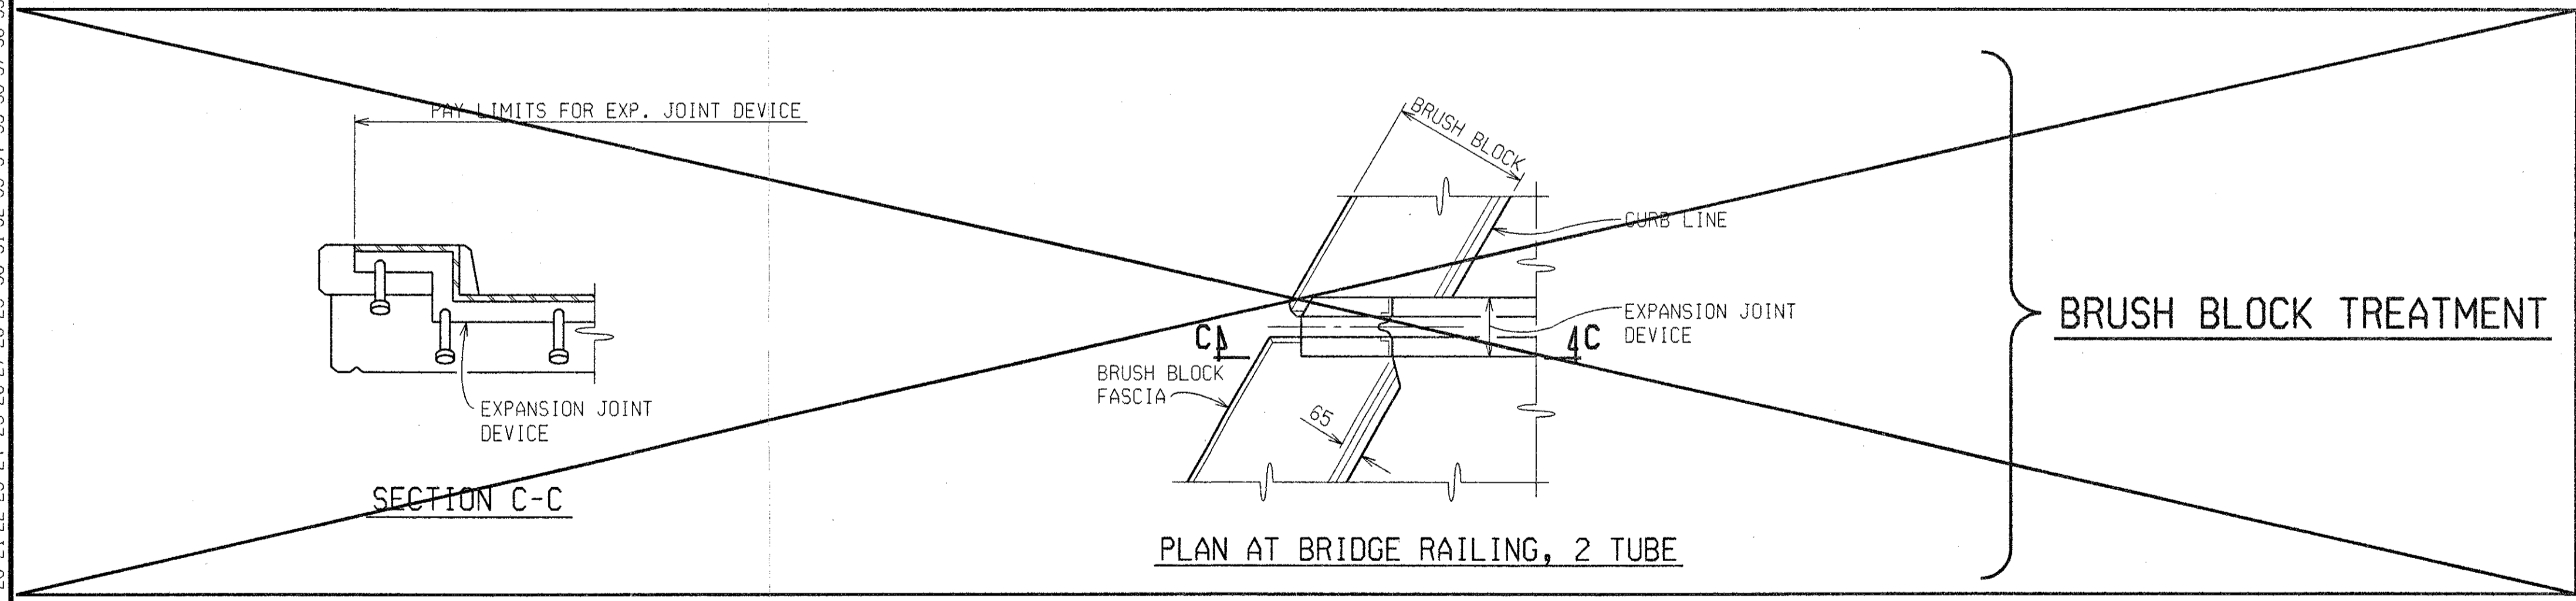 PAY LIMITS FOR EXP. JOINT DEVICE
EXPANSION JOINT
DEVICE
SECTION C-C
BRUSH BLOCK
CURB LINE
EXPANSION JOINT
DEVICE
C
C
BRUSH BLOCK
FASCIA
65
PLAN AT BRIDGE RAILING, 2 TUBE
BRUSH BLOCK TREATMENT